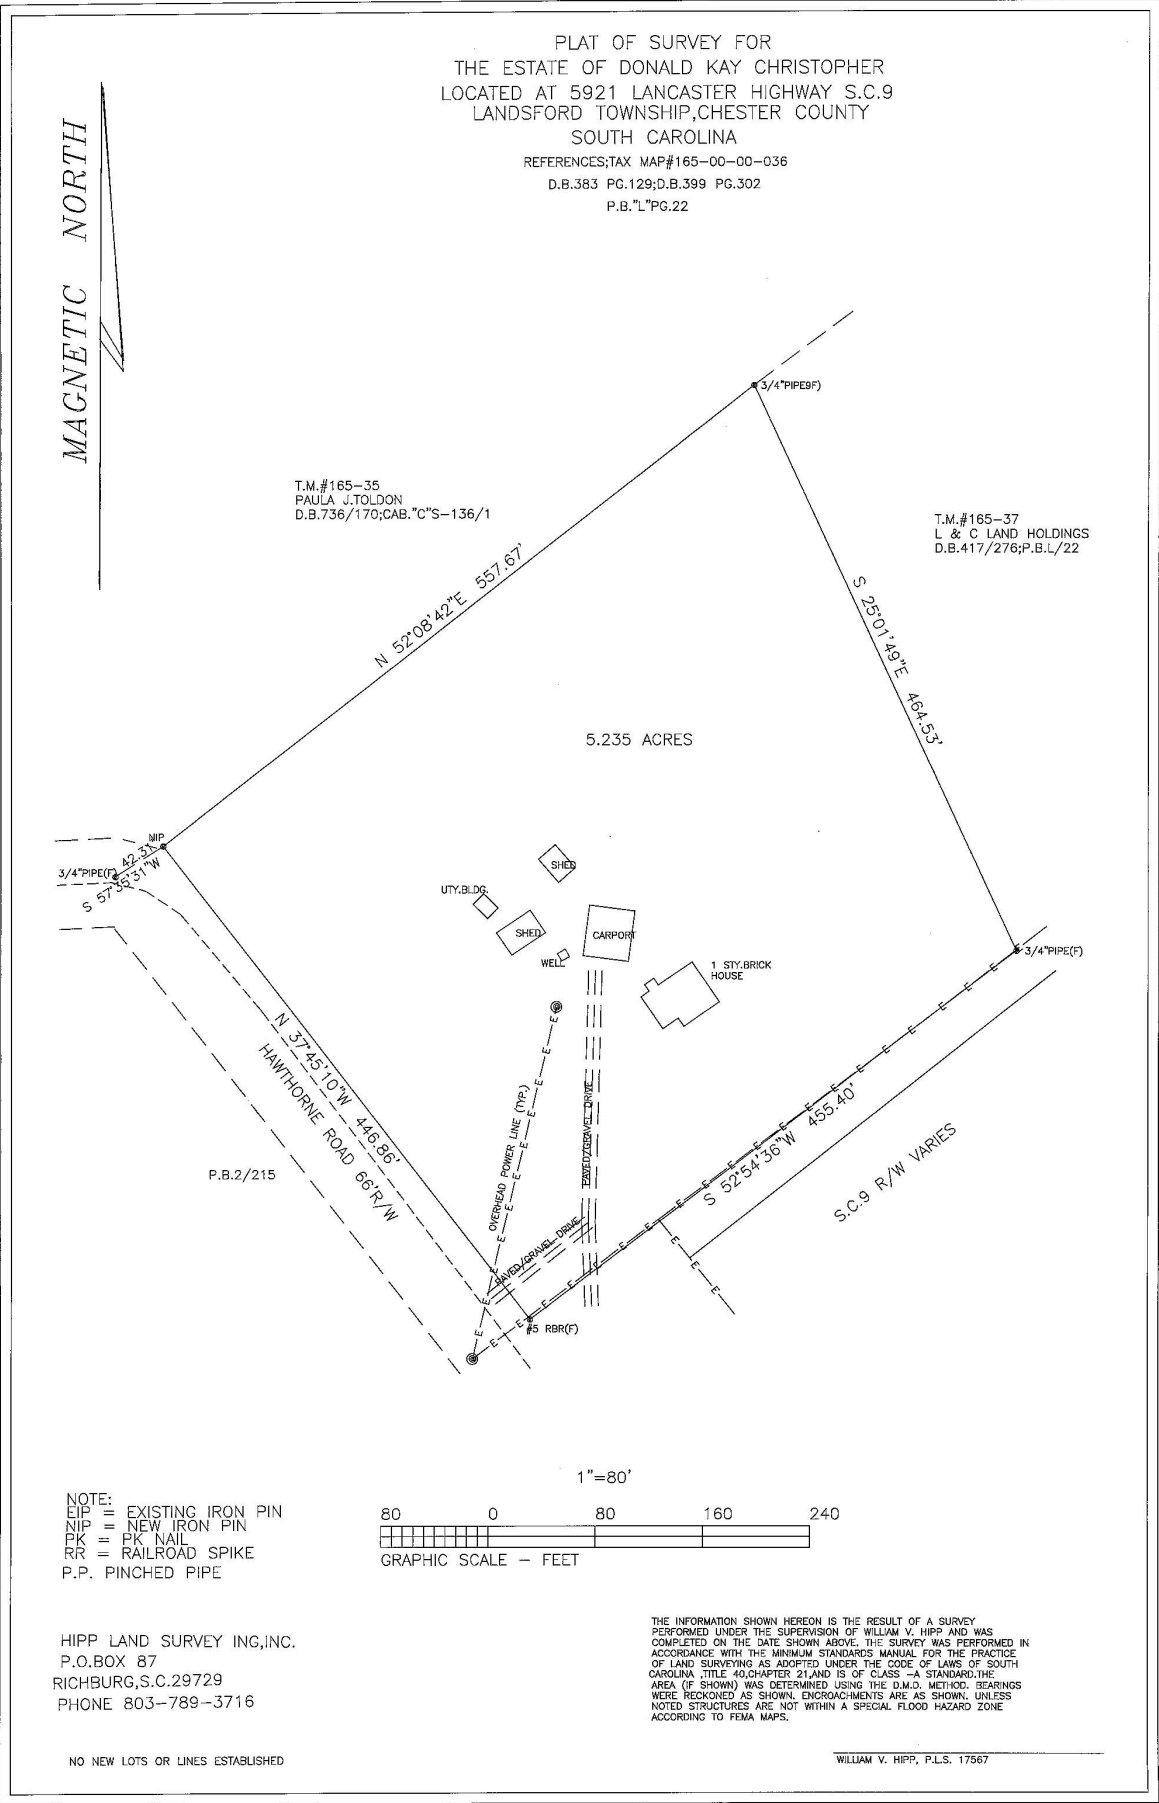 PLAT OF SURVEY FOR
THE ESTATE OF DONALD KAY CHRISTOPHER
LOCATED AT 5921 LANCASTER HIGHWAY S.C.9
LANDSFORD TOWNSHIP,CHESTER COUNTY
SOUTH CAROLINA
REFERENCES;TAX MAP#165-00-00-036
D.B.383 PG.129;D.B.399 PG.302
P.B."L"PG.22
MAGNETIC NORTH
3/4"PIPE9F)
T.M.#165-35
PAULA J.TOLDON
D.B.736/170;CAB."C"S-136/1
T.M.#165-37
L & C LAND HOLDINGS
D.B.417/276;P.B.L/22
N 52°08'42"E 557.67'
S 25°01'49"E 464.53'
5.235 ACRES
NIP
42.31'
3/4"PIPE(F)
S 57°35'31"W
SHED
UTY.BLDG.
SHED
CARPORT
WELL
1 STY.BRICK
HOUSE
3/4"PIPE(F)
N 37°45'10"W 446.86'
HAWTHORNE ROAD 66'R/W
OVERHEAD POWER LINE (TYP.)
PAVED/GRAVEL DRIVE
P.B.2/215
S 52°54'36"W 455.40'
S.C.9 R/W VARIES
PAVED/GRAVEL DRIVE
#5 RBR(F)
E E E E E E E E E E E E E E E E E E E E E E E E E E E E E E
1"=80'
80 0 80 160 240
GRAPHIC SCALE - FEET
NOTE:
EIP = EXISTING IRON PIN
NIP = NEW IRON PIN
PK = PK NAIL
RR = RAILROAD SPIKE
P.P. PINCHED PIPE
HIPP LAND SURVEY ING,INC.
P.O.BOX 87
RICHBURG,S.C.29729
PHONE 803-789-3716
THE INFORMATION SHOWN HEREON IS THE RESULT OF A SURVEY
PERFORMED UNDER THE SUPERVISION OF WILLIAM V. HIPP AND WAS
COMPLETED ON THE DATE SHOWN ABOVE. THE SURVEY WAS PERFORMED IN
ACCORDANCE WITH THE MINIMUM STANDARDS MANUAL FOR THE PRACTICE
OF LAND SURVEYING AS ADOPTED UNDER THE CODE OF LAWS OF SOUTH
CAROLINA ,TITLE 40,CHAPTER 21,AND IS OF CLASS -A STANDARD.THE
AREA (IF SHOWN) WAS DETERMINED USING THE D.M.D. METHOD. BEARINGS
WERE RECKONED AS SHOWN. ENCROACHMENTS ARE AS SHOWN. UNLESS
NOTED STRUCTURES ARE NOT WITHIN A SPECIAL FLOOD HAZARD ZONE
ACCORDING TO FEMA MAPS.
NO NEW LOTS OR LINES ESTABLISHED
WILLIAM V. HIPP, P.L.S. 17567